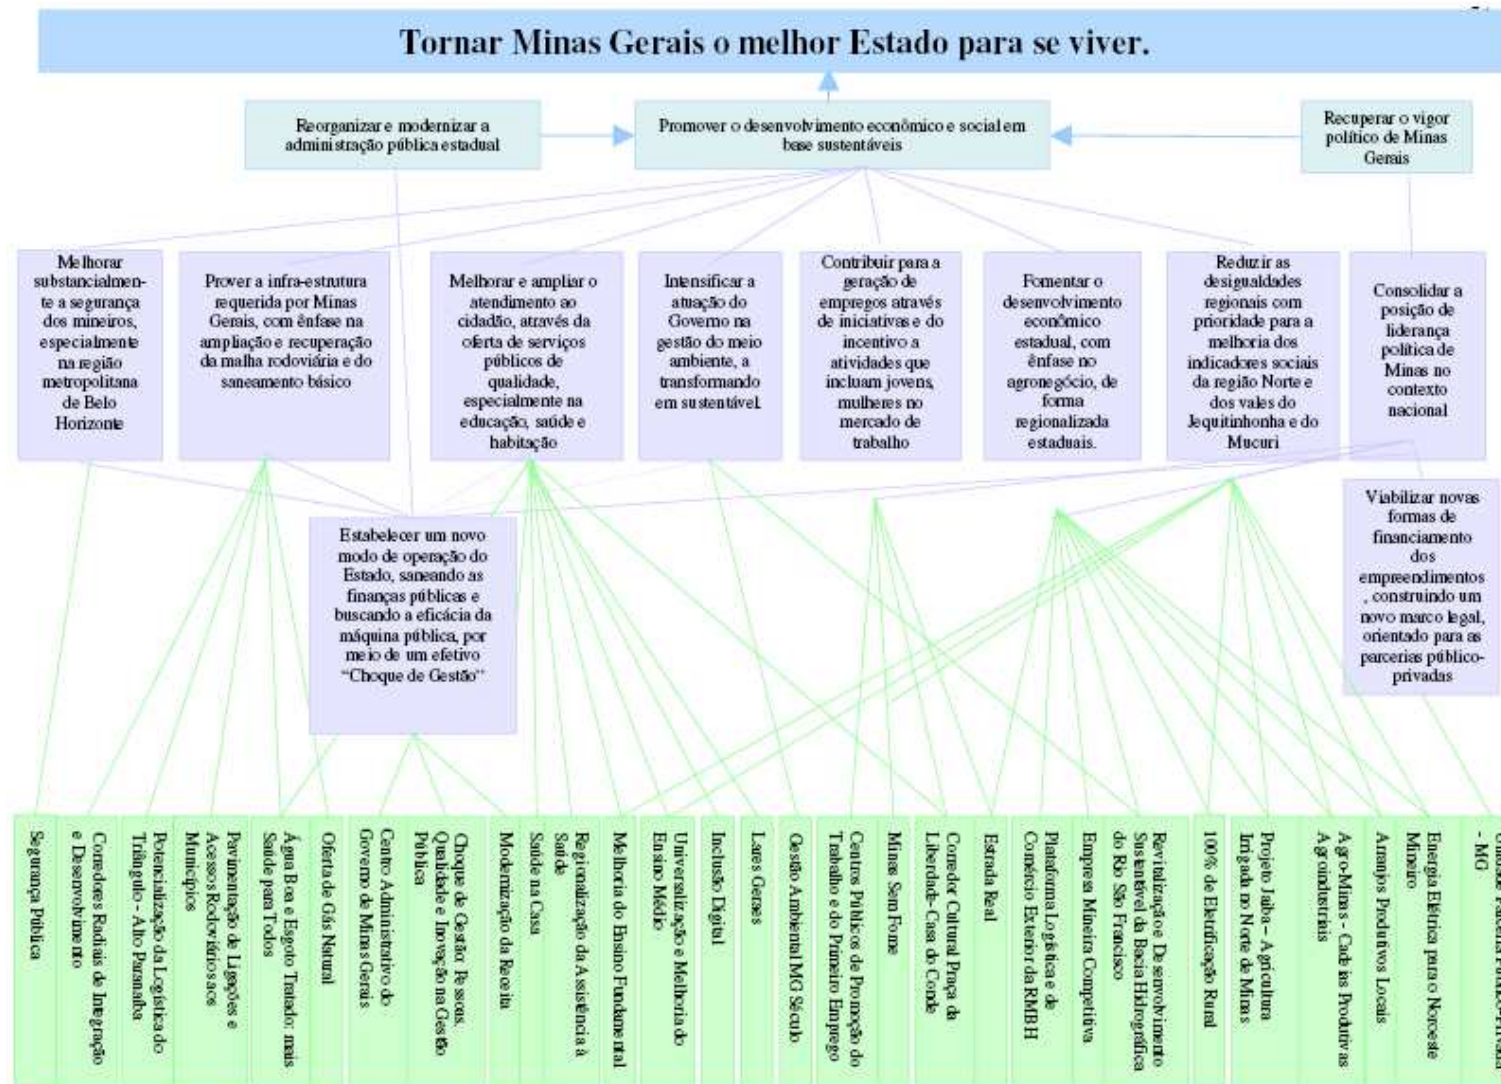 Tornar Minas Gerais o melhor Estado para se viver.
Reorganizar e modernizar a
administração pública estadual
Promover o desenvolvimento econômico e social em
base sustentáveis
Recuperar o vigor
político de Minas
Gerais
Melhorar
substancialmen-
te a segurança
dos mineiros,
especialmente
na região
metropolitana
de Belo
Horizonte
Prover a infra-estrutura
requerida por Minas
Gerais, com ênfase na
ampliação e recuperação
da malha rodoviária e do
saneamento básico
Melhorar e ampliar o
atendimento ao
cidadão, através da
oferta de serviços
públicos de
qualidade,
especialmente na
educação, saúde e
habitação
Intensificar a
atuação do
Governo na
gestão do meio
ambiente, a
transformando
em sustentável.
Contribuir para a
geração de
empregos através
de iniciativas e do
incentivo a
atividades que
incluam jovens,
mulheres no
mercado de
trabalho
Fomentar o
desenvolvimento
econômico
estadual, com
ênfase no
agronegócio, de
forma
regionalizada
estaduais.
Reduzir as
desigualdades
regionais com
prioridade para a
melhoria dos
indicadores sociais
da região Norte e
dos vales do
Jequitinhonha e do
Mucuri
Consolidar a
posição de
liderança
política de
Minas no
contexto
nacional
Estabelecer um novo
modo de operação do
Estado, saneando as
finanças públicas e
buscando a eficácia da
máquina pública, por
meio de um efetivo
“Choque de Gestão”
Viabilizar novas
formas de
financiamento
dos
empreendimentos
, construindo um
novo marco legal,
orientado para as
parcerias público-
privadas
Segurança Pública
Corredores Radiais de Integração
e Desenvolvimento
Potencialização da Logística do
Triângulo - Alto Paranaíba
Pavimentação de Ligações e
Acessos Rodoviários aos
Municípios
Água Boa e Esgoto Tratado: mais
Saúde para Todos
Oferta de Gás Natural
Centro Administrativo do
Governo de Minas Gerais
Choque de Gestão: Pessoas,
Qualidade e Inovação na Gestão
Pública
Modernização da Receita
Saúde na Casa
Regionalização da Assistência à
Saúde
Melhoria do Ensino Fundamental
Universalização e Melhoria do
Ensino Médio
Inclusão Digital
Lares Geraes
Gestão Ambiental MG Século
Centros Públicos de Promoção do
Trabalho e do Primeiro Emprego
Minas Sem Fome
Corredor Cultural Praça da
Liberdade- Casa do Conde
Estrada Real
Plataforma Logística e de
Comércio Exterior da RMBH
Empresa Mineira Competitiva
Revitalização e Desenvolvimento
Sustentável da Bacia Hidrográfica
do Rio São Francisco
100% de Eletrificação Rural
Projeto Jaíba – Agricultura
Irrigada no Norte de Minas
Agro-Minas - Cadeias Produtivas
Agroindustriais
Arranjos Produtivos Locais
Energia Elétrica para o Noroeste
Mineiro
- MG